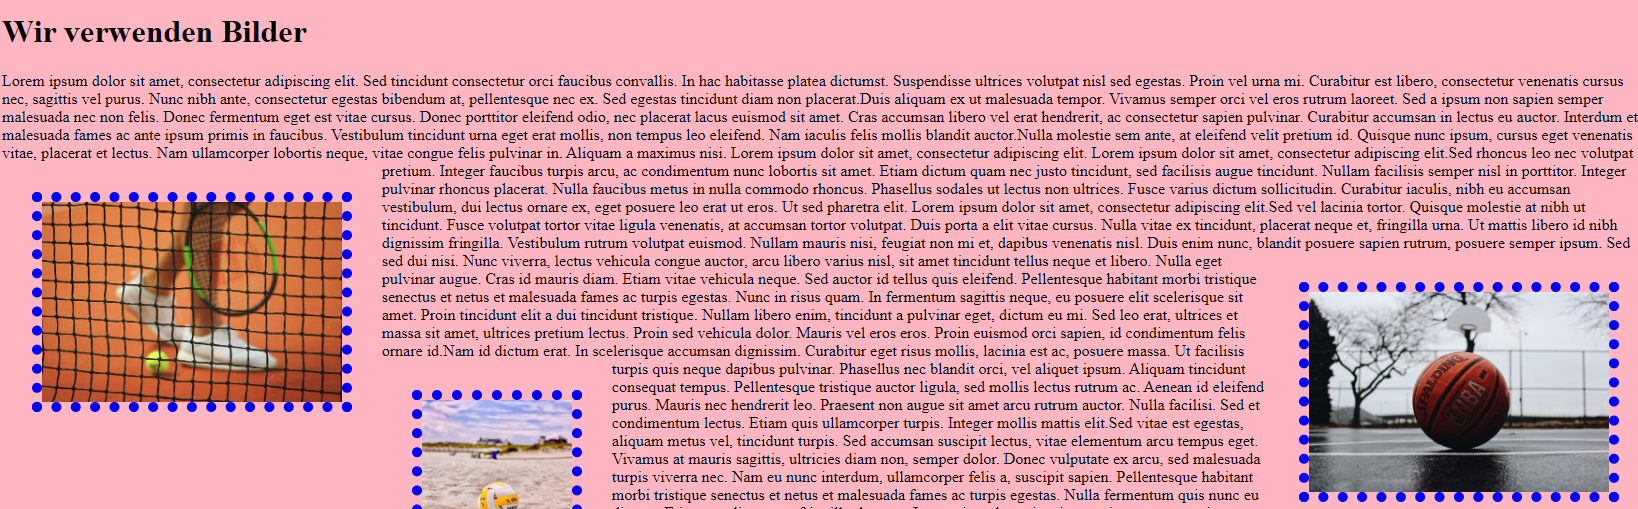 Wir verwenden Bilder
Lorem ipsum dolor sit amet, consectetur adipiscing elit. Sed tincidunt consectetur orci faucibus convallis. In hac habitasse platea dictumst. Suspendisse ultrices volutpat nisl sed egestas. Proin vel urna mi. Curabitur est libero, consectetur venenatis cursus
nec, sagittis vel purus. Nunc nibh ante, consectetur egestas bibendum at, pellentesque nec ex. Sed egestas tincidunt diam non placerat.Duis aliquam ex ut malesuada tempor. Vivamus semper orci vel eros rutrum laoreet. Sed a ipsum non sapien semper
malesuada nec non felis. Donec fermentum eget est vitae cursus. Donec porttitor eleifend odio, nec placerat lacus euismod sit amet. Cras accumsan libero vel erat hendrerit, ac consectetur sapien pulvinar. Curabitur accumsan in lectus eu auctor. Interdum et
malesuada fames ac ante ipsum primis in faucibus. Vestibulum tincidunt urna eget erat mollis, non tempus leo eleifend. Nam iaculis felis mollis blandit auctor.Nulla molestie sem ante, at eleifend velit pretium id. Quisque nunc ipsum, cursus eget venenatis
vitae, placerat et lectus. Nam ullamcorper lobortis neque, vitae congue felis pulvinar in. Aliquam a maximus nisi. Lorem ipsum dolor sit amet, consectetur adipiscing elit. Lorem ipsum dolor sit amet, consectetur adipiscing elit.Sed rhoncus leo nec volutpat
pretium. Integer faucibus turpis arcu, ac condimentum nunc lobortis sit amet. Etiam dictum quam nec justo tincidunt, sed facilisis augue tincidunt. Nullam facilisis semper nisl in porttitor. Integer
pulvinar rhoncus placerat. Nulla faucibus metus in nulla commodo rhoncus. Phasellus sodales ut lectus non ultrices. Fusce varius dictum sollicitudin. Curabitur iaculis, nibh eu accumsan
vestibulum, dui lectus ornare ex, eget posuere leo erat ut eros. Ut sed pharetra elit. Lorem ipsum dolor sit amet, consectetur adipiscing elit.Sed vel lacinia tortor. Quisque molestie at nibh ut
tincidunt. Fusce volutpat tortor vitae ligula venenatis, at accumsan tortor volutpat. Duis porta a elit vitae cursus. Nulla vitae ex tincidunt, placerat neque et, fringilla urna. Ut mattis libero id nibh
dignissim fringilla. Vestibulum rutrum volutpat euismod. Nullam mauris nisi, feugiat non mi et, dapibus venenatis nisl. Duis enim nunc, blandit posuere sapien rutrum, posuere semper ipsum. Sed
sed dui nisi. Nunc viverra, lectus vehicula congue auctor, arcu libero varius nisl, sit amet tincidunt tellus neque et libero. Nulla eget
pulvinar augue. Cras id mauris diam. Etiam vitae vehicula neque. Sed auctor id tellus quis eleifend. Pellentesque habitant morbi tristique
senectus et netus et malesuada fames ac turpis egestas. Nunc in risus quam. In fermentum sagittis neque, eu posuere elit scelerisque sit
amet. Proin tincidunt elit a dui tincidunt tristique. Nullam libero enim, tincidunt a pulvinar eget, dictum eu mi. Sed leo erat, ultrices et
massa sit amet, ultrices pretium lectus. Proin sed vehicula dolor. Mauris vel eros eros. Proin euismod orci sapien, id condimentum felis
ornare id.Nam id dictum erat. In scelerisque accumsan dignissim. Curabitur eget risus mollis, lacinia est ac, posuere massa. Ut facilisis
turpis quis neque dapibus pulvinar. Phasellus nec blandit orci, vel aliquet ipsum. Aliquam tincidunt
consequat tempus. Pellentesque tristique auctor ligula, sed mollis lectus rutrum ac. Aenean id eleifend
purus. Mauris nec hendrerit leo. Praesent non augue sit amet arcu rutrum auctor. Nulla facilisi. Sed et
condimentum lectus. Etiam quis ullamcorper turpis. Integer mollis mattis elit.Sed vitae est egestas,
aliquam metus vel, tincidunt turpis. Sed accumsan suscipit lectus, vitae elementum arcu tempus eget.
Vivamus at mauris sagittis, ultricies diam non, semper dolor. Donec vulputate ex arcu, sed malesuada
turpis viverra nec. Nam eu nunc interdum, ullamcorper felis a, suscipit sapien. Pellentesque habitant
morbi tristique senectus et netus et malesuada fames ac turpis egestas. Nulla fermentum quis nunc eu
SPALDING
NBA